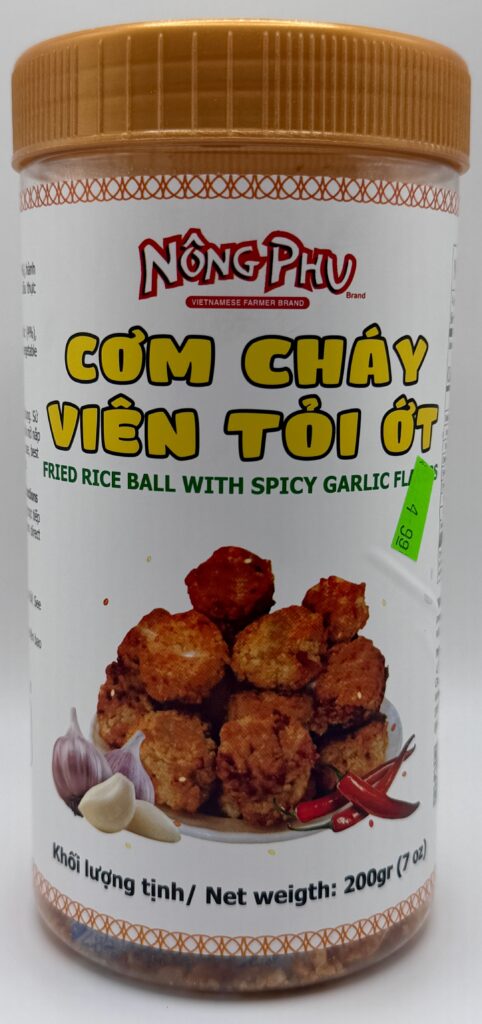 NÔNG PHU
Brand
VIETNAMESE FARMER BRAND
CƠM CHÁY
VIÊN TỎI ỚT
FRIED RICE BALL WITH SPICY GARLIC
4.99
Khối lượng tịnh/ Net weigth: 200gr (7 oz)